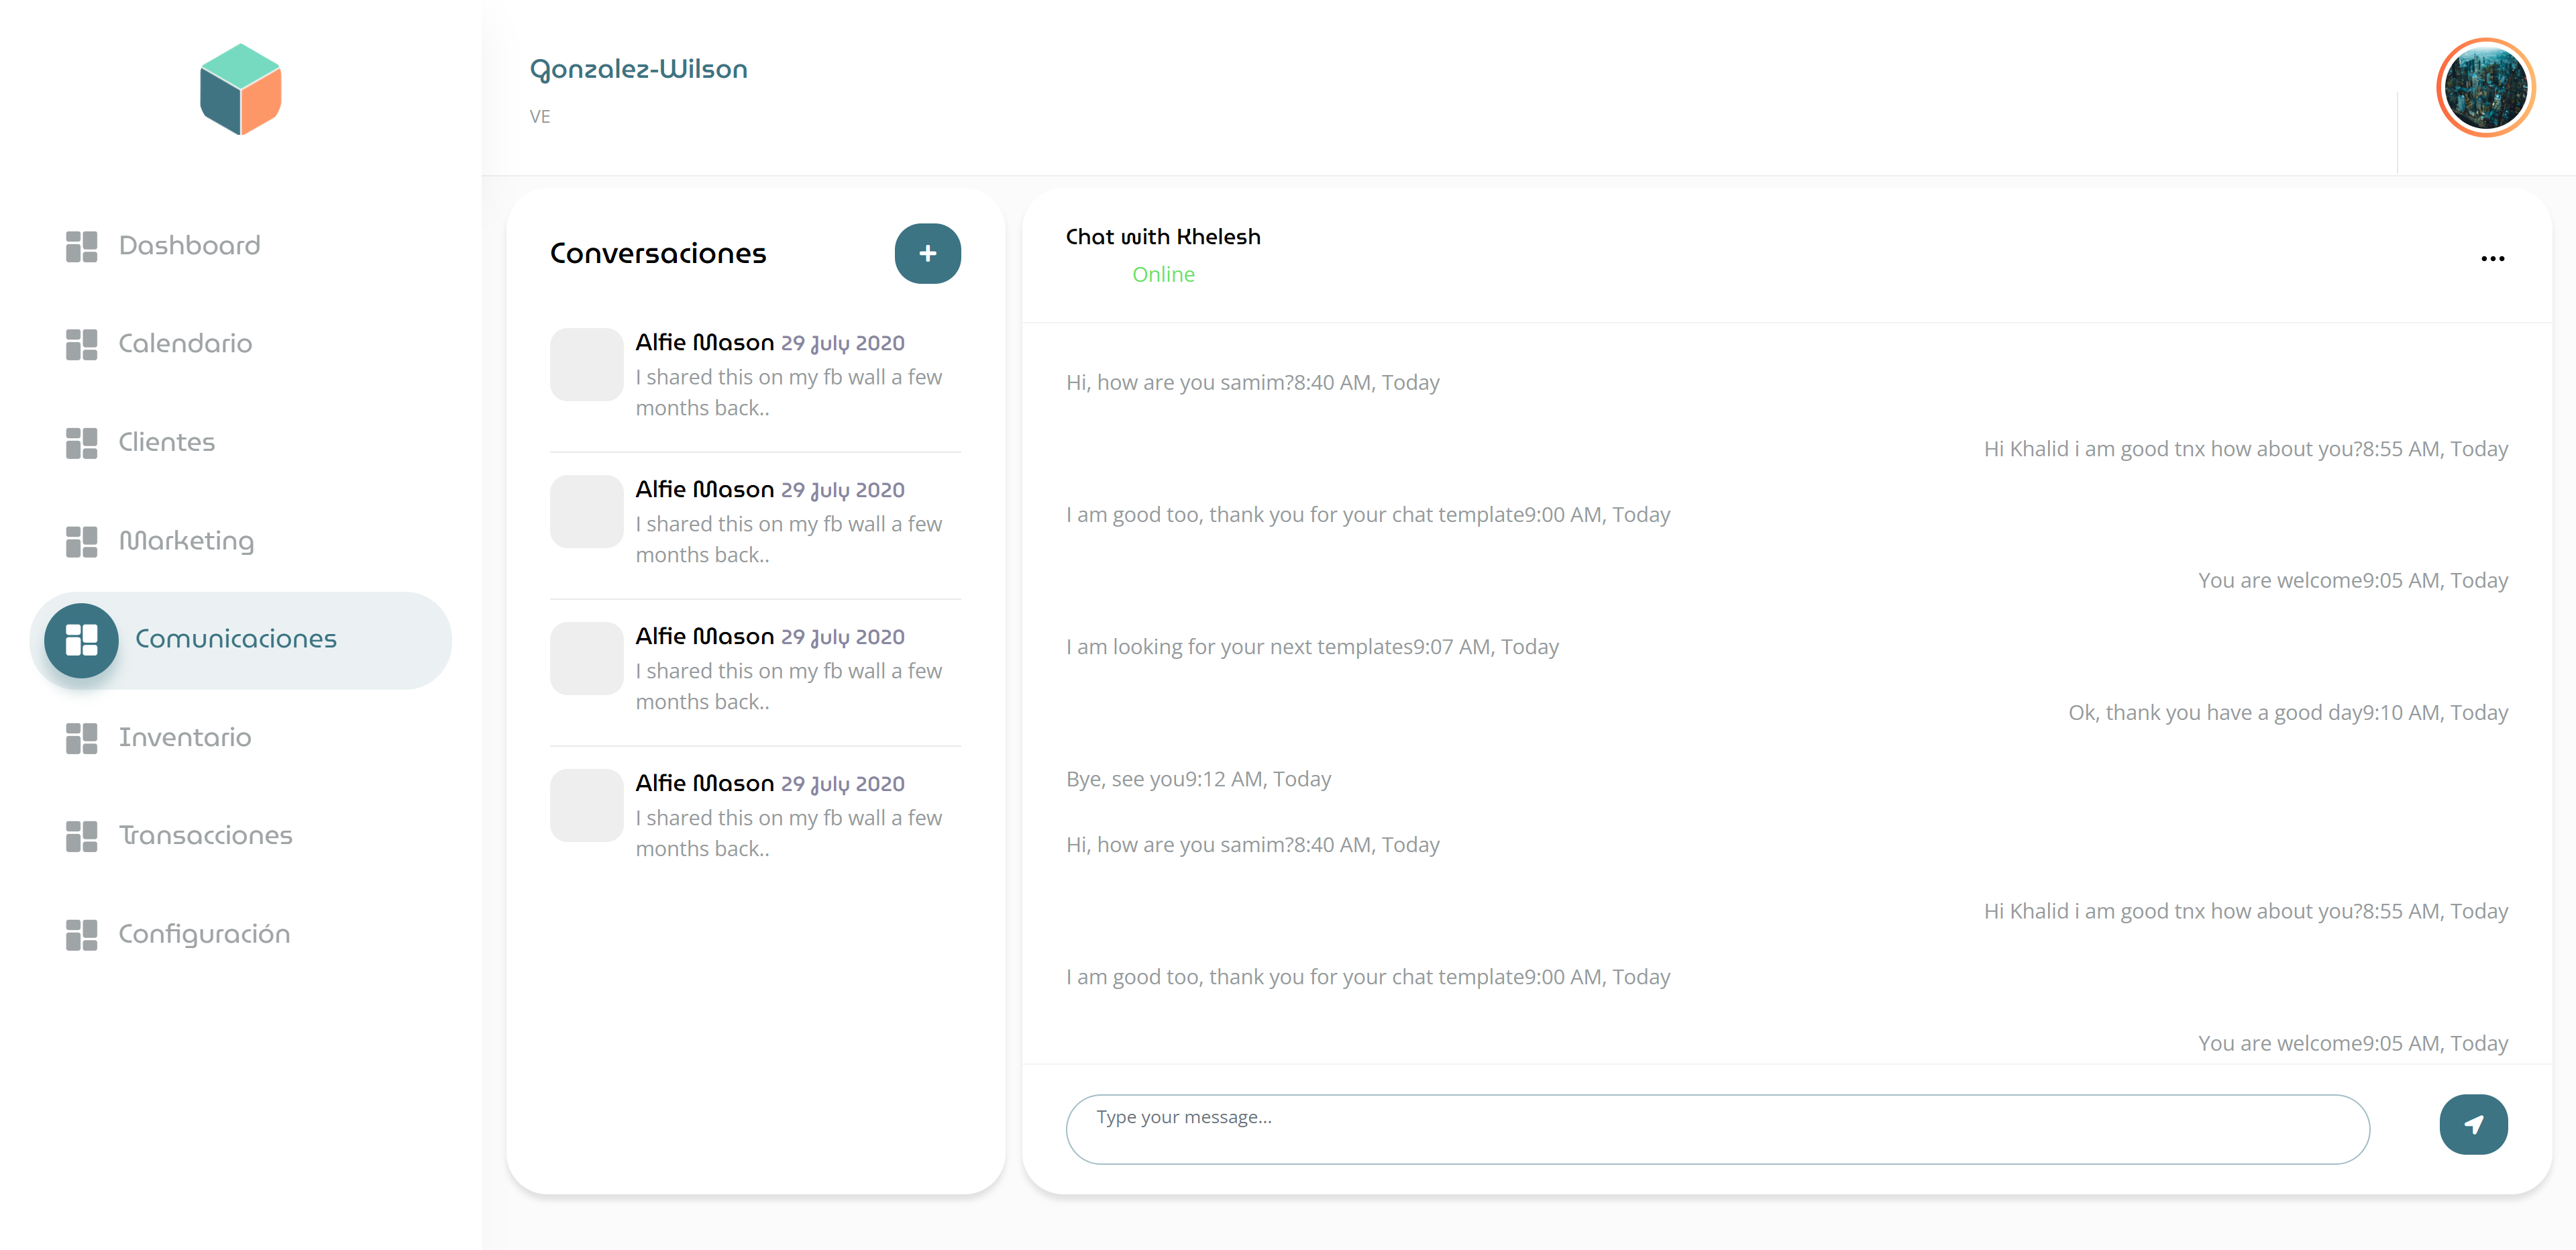 Gonzalez-Wilson
VE
Dashboard
Calendario
Clientes
Marketing
Comunicaciones
Inventario
Transacciones
Configuración
Conversaciones
Alfie Mason 29 July 2020
I shared this on my fb wall a few
months back..
Alfie Mason 29 July 2020
I shared this on my fb wall a few
months back..
Alfie Mason 29 July 2020
I shared this on my fb wall a few
months back..
Alfie Mason 29 July 2020
I shared this on my fb wall a few
months back..
Chat with Khelesh
Online
Hi, how are you samim?8:40 AM, Today
Hi Khalid i am good tnx how about you?8:55 AM, Today
I am good too, thank you for your chat template9:00 AM, Today
You are welcome9:05 AM, Today
I am looking for your next templates9:07 AM, Today
Ok, thank you have a good day9:10 AM, Today
Bye, see you9:12 AM, Today
Hi, how are you samim?8:40 AM, Today
Hi Khalid i am good tnx how about you?8:55 AM, Today
I am good too, thank you for your chat template9:00 AM, Today
You are welcome9:05 AM, Today
Type your message...